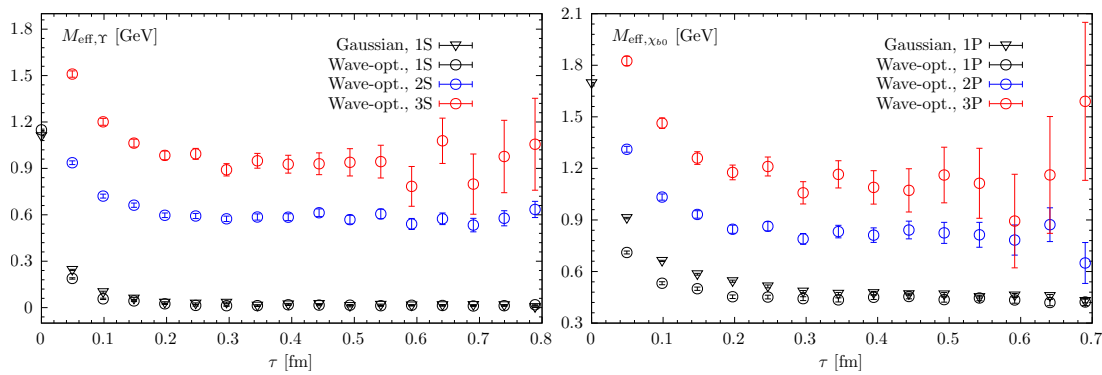 M_eff,Υ [GeV]
Gaussian, 1S
Wave-opt., 1S
Wave-opt., 2S
Wave-opt., 3S
1.8
1.5
1.2
0.9
0.6
0.3
0
0 0.1 0.2 0.3 0.4 0.5 0.6 0.7 0.8
τ [fm]
M_eff,χ_b0 [GeV]
Gaussian, 1P
Wave-opt., 1P
Wave-opt., 2P
Wave-opt., 3P
2.1
1.8
1.5
1.2
0.9
0.6
0.3
0 0.1 0.2 0.3 0.4 0.5 0.6 0.7
τ [fm]